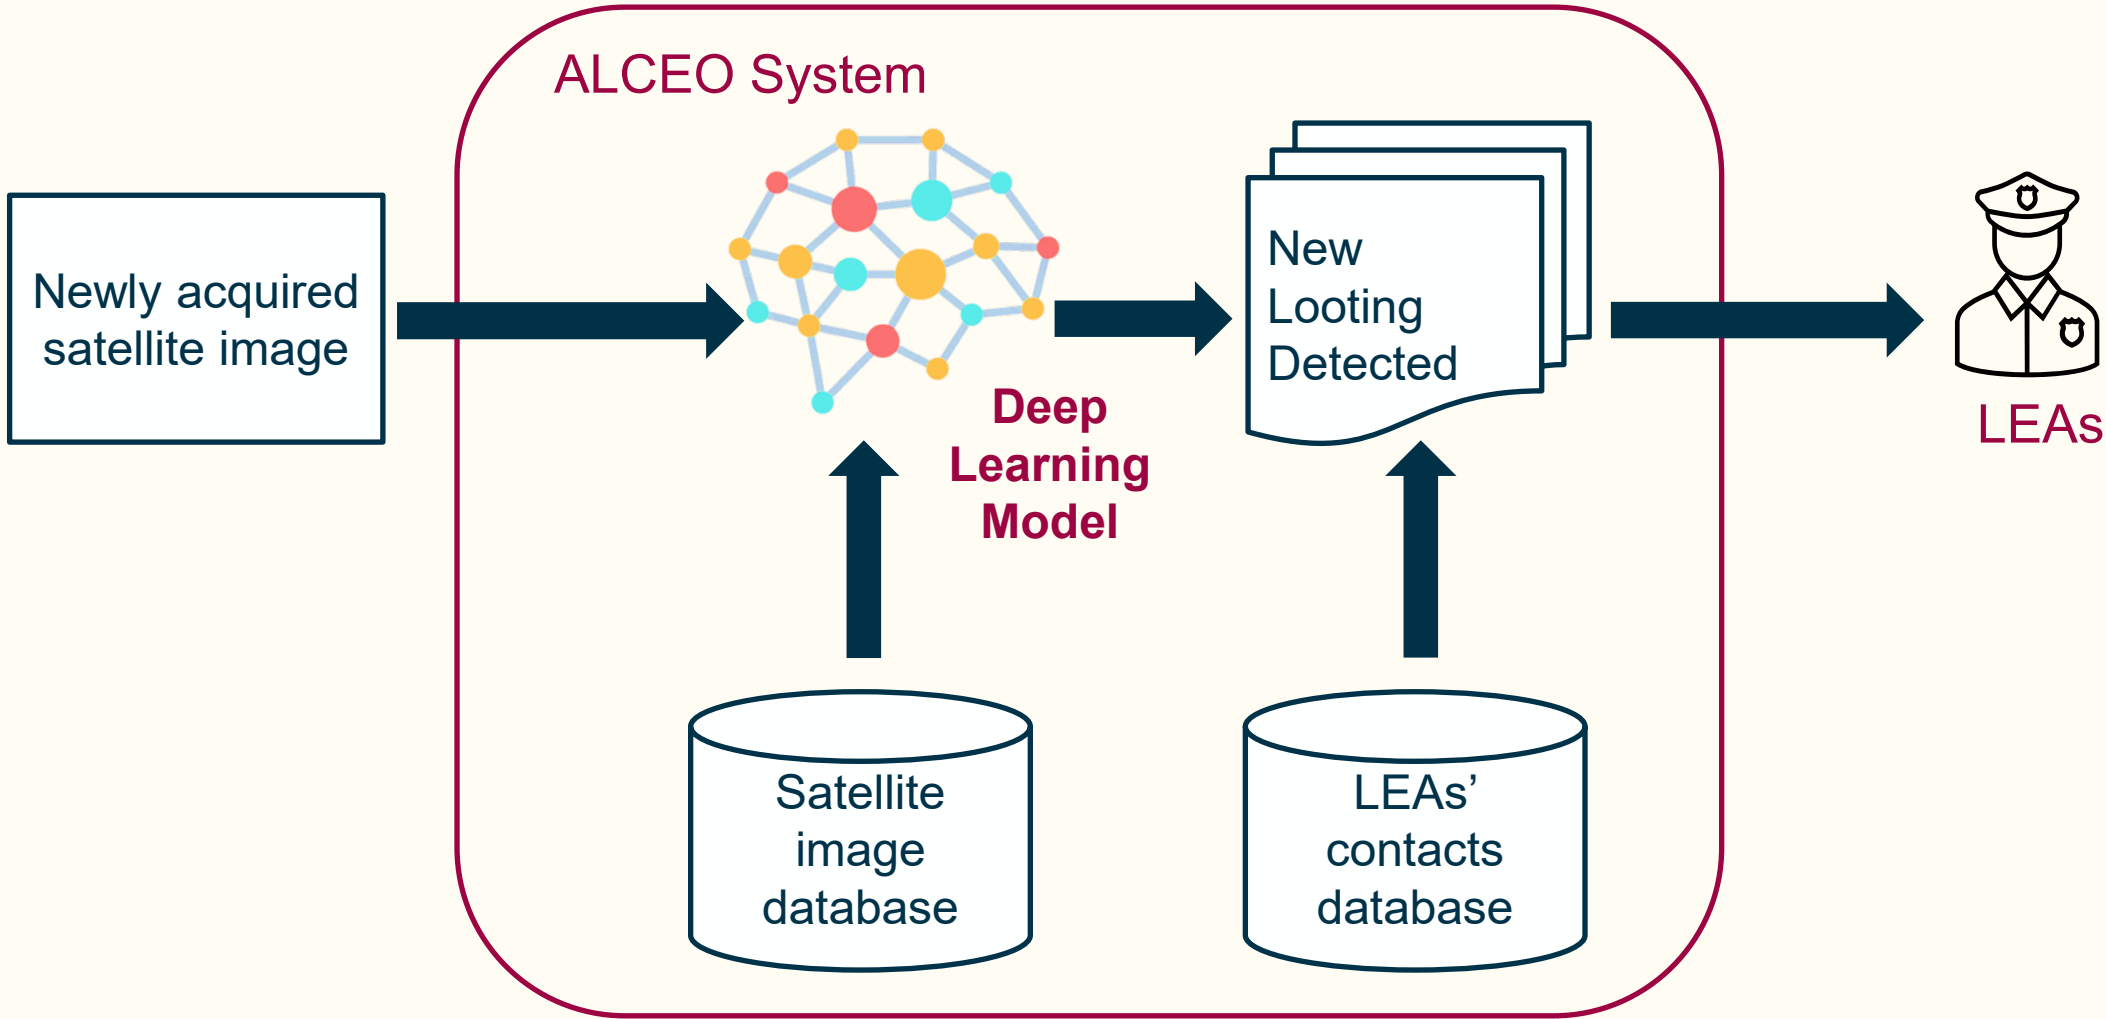 ALCEO System
Newly acquired
satellite image
Deep
Learning
Model
New
Looting
Detected
LEAs
Satellite
image
database
LEAs’
contacts
database